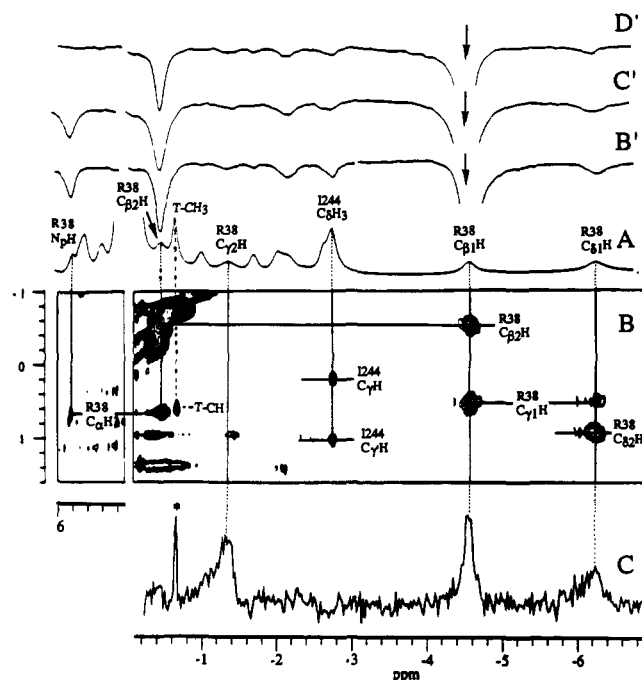 D'
C'
B'
R38
NpH
R38
Cβ2H
T-CH3
R38
Cγ2H
I244
CδH3
R38
Cβ1H
R38
Cδ1H
A
B
-1
0
1
R38
Cβ2H
I244
CγH
R38
CαH
T-CH
R38
Cγ1H
I244
CγH
R38
Cδ2H
6
*
C
-1 -2 -3 -4 -5 -6
ppm